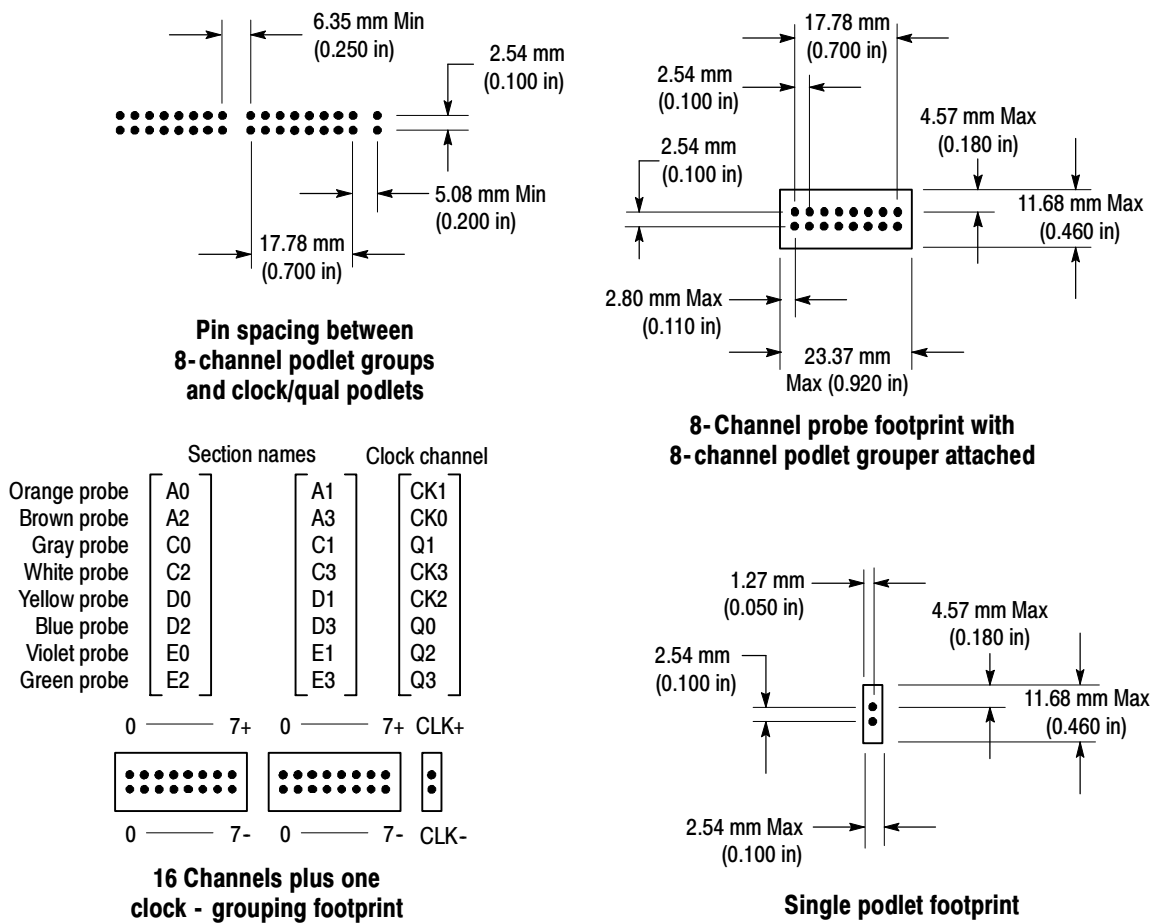 6.35 mm Min
(0.250 in)
2.54 mm
(0.100 in)
5.08 mm Min
(0.200 in)
17.78 mm
(0.700 in)
Pin spacing between
8-channel podlet groups
and clock/qual podlets
17.78 mm
(0.700 in)
2.54 mm
(0.100 in)
4.57 mm Max
(0.180 in)
2.54 mm
(0.100 in)
11.68 mm Max
(0.460 in)
2.80 mm Max
(0.110 in)
23.37 mm
Max (0.920 in)
8-Channel probe footprint with
8-channel podlet grouper attached
Section names Clock channel
Orange probe A0 A1 CK1
Brown probe A2 A3 CK0
Gray probe C0 C1 Q1
White probe C2 C3 CK3
Yellow probe D0 D1 CK2
Blue probe D2 D3 Q0
Violet probe E0 E1 Q2
Green probe E2 E3 Q3
0 7+ 0 7+ CLK+
0 7- 0 7- CLK-
16 Channels plus one
clock - grouping footprint
1.27 mm
(0.050 in)
4.57 mm Max
(0.180 in)
2.54 mm
(0.100 in)
11.68 mm Max
(0.460 in)
2.54 mm Max
(0.100 in)
Single podlet footprint